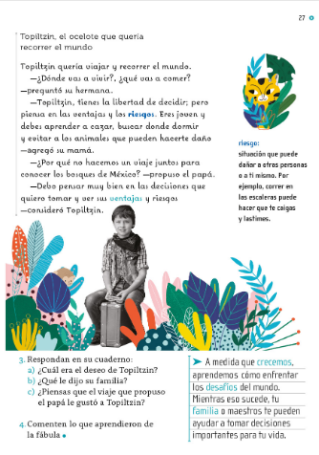 27
Topiltzin, el ocelote que quería
recorrer el mundo
Topiltzin quería viajar y recorrer el mundo.
—¿Dónde vas a vivir?, ¿qué vas a comer?
—preguntó su hermana.
—Topiltzin, tienes la libertad de decidir; pero
piensa en las ventajas y los riesgos. Eres joven y
debes aprender a cazar, buscar donde dormir
y evitar a los animales que pueden hacerte daño
—agregó su mamá.
—¿Por qué no hacemos un viaje juntos para
conocer los bosques de México? —propuso el papá.
—Debo pensar muy bien en las decisiones que
quiero tomar y ver sus ventajas y riesgos
—consideró Topiltzin.
riesgo:
situación que puede
dañar a otras personas
o a ti mismo. Por
ejemplo, correr en
las escaleras puede
hacer que te caigas
y lastimes.
3. Respondan en su cuaderno:
a) ¿Cuál era el deseo de Topiltzin?
b) ¿Qué le dijo su familia?
c) ¿Piensas que el viaje que propuso
el papá le gustó a Topiltzin?
4. Comenten lo que aprendieron de
la fábula
A medida que crecemos,
aprendemos cómo enfrentar
los desafíos del mundo.
Mientras eso sucede, tu
familia o maestros te pueden
ayudar a tomar decisiones
importantes para tu vida.